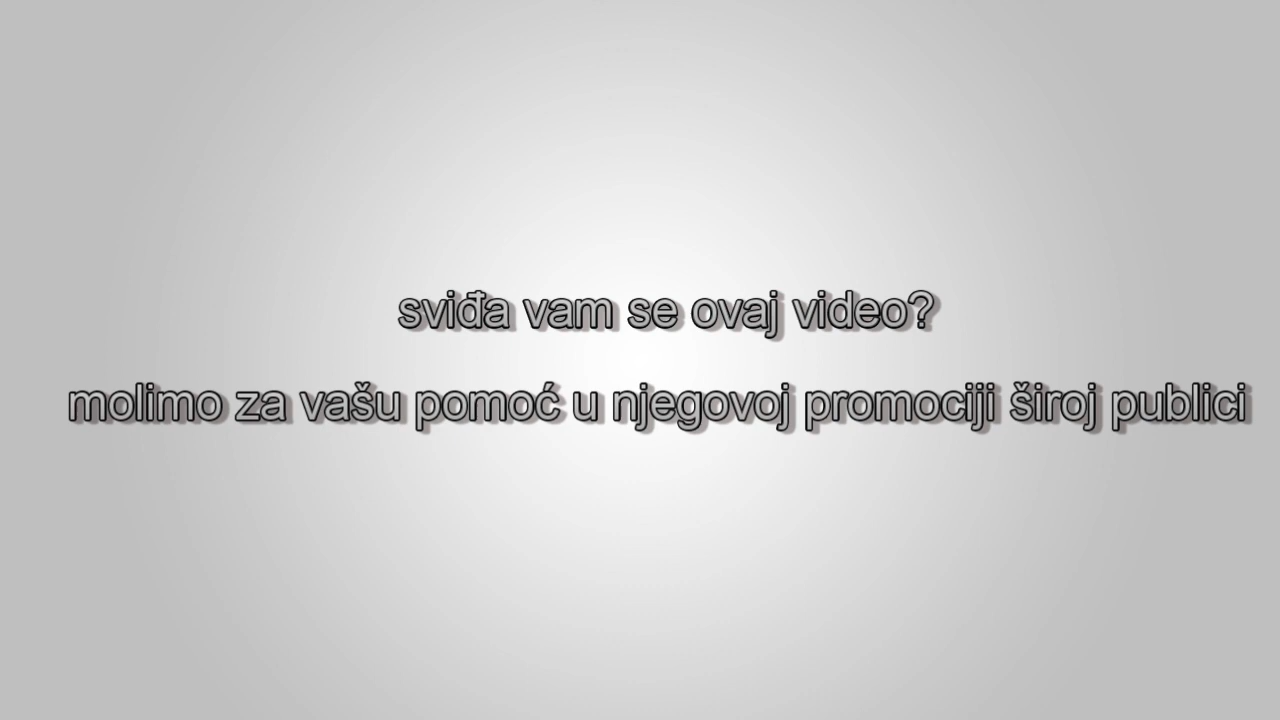 sviđa vam se ovaj video?
molimo za vašu pomoć u njegovoj promociji široj publici